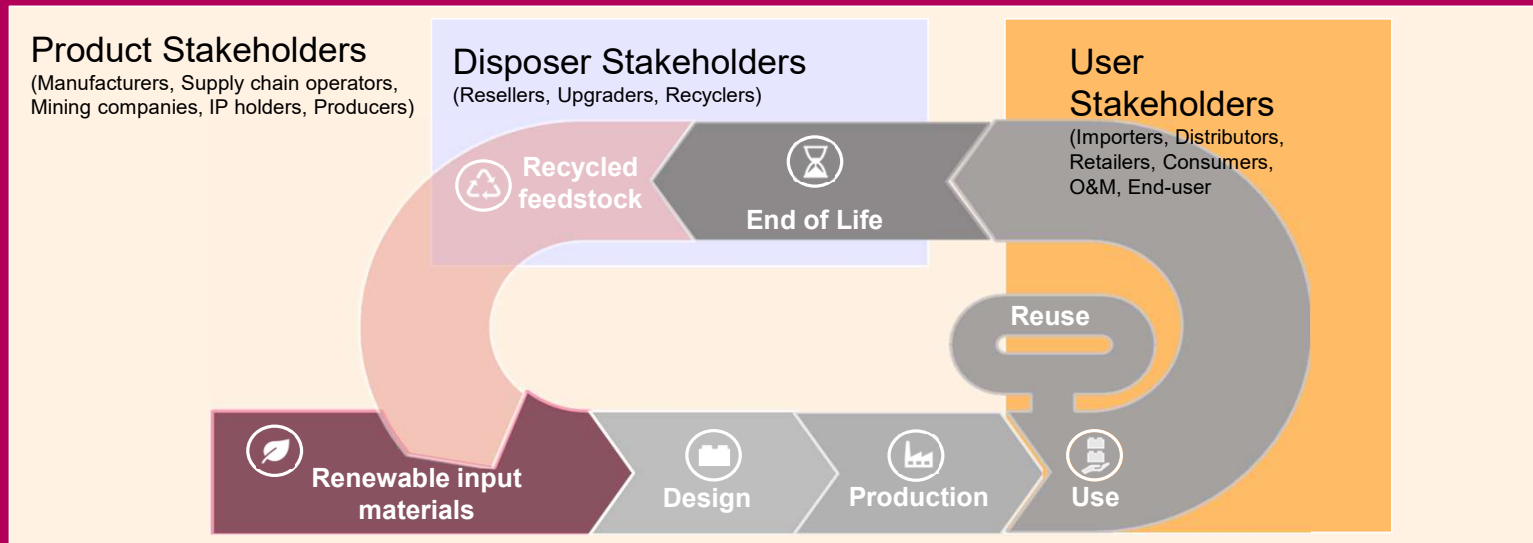 Product Stakeholders
(Manufacturers, Supply chain operators,
Mining companies, IP holders, Producers)
Disposer Stakeholders
(Resellers, Upgraders, Recyclers)
User
Stakeholders
(Importers, Distributors,
Retailers, Consumers,
O&M, End-user
Recycled
feedstock
End of Life
Reuse
Renewable input
materials
Design
Production
Use